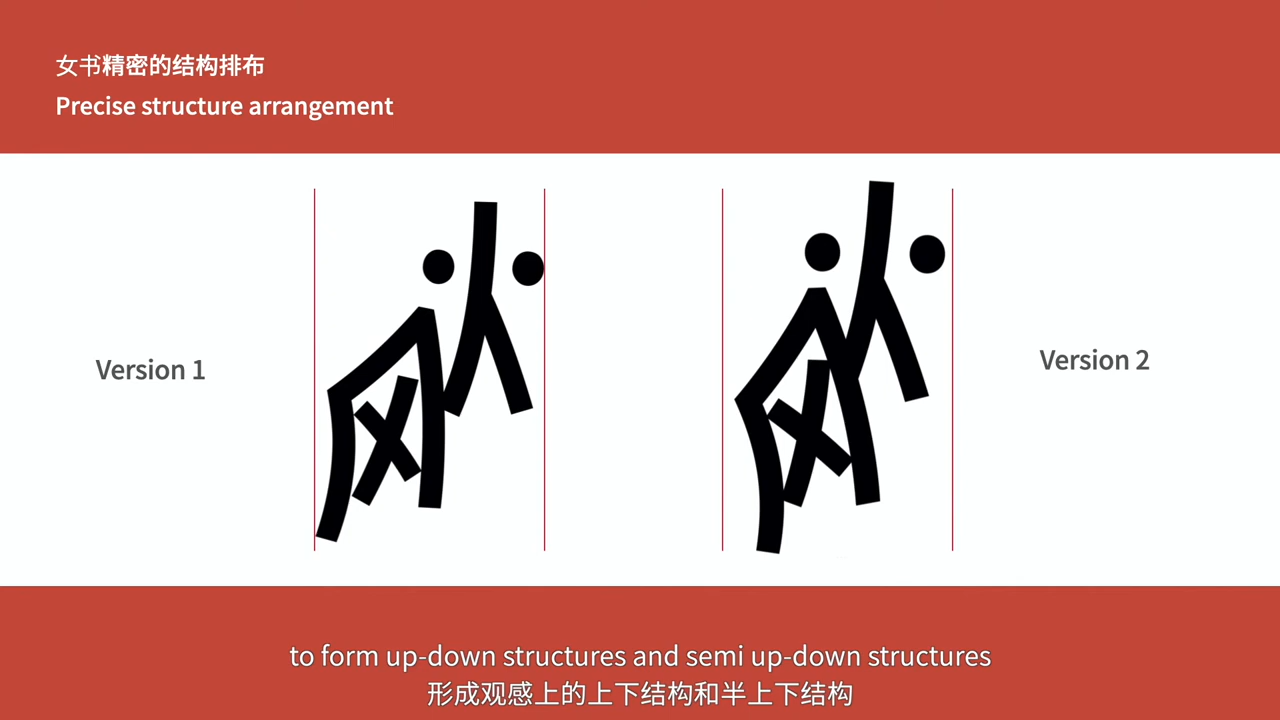 女书精密的结构排布
Precise structure arrangement
Version 1
Version 2
to form up-down structures and semi up-down structures
形成观感上的上下结构和半上下结构